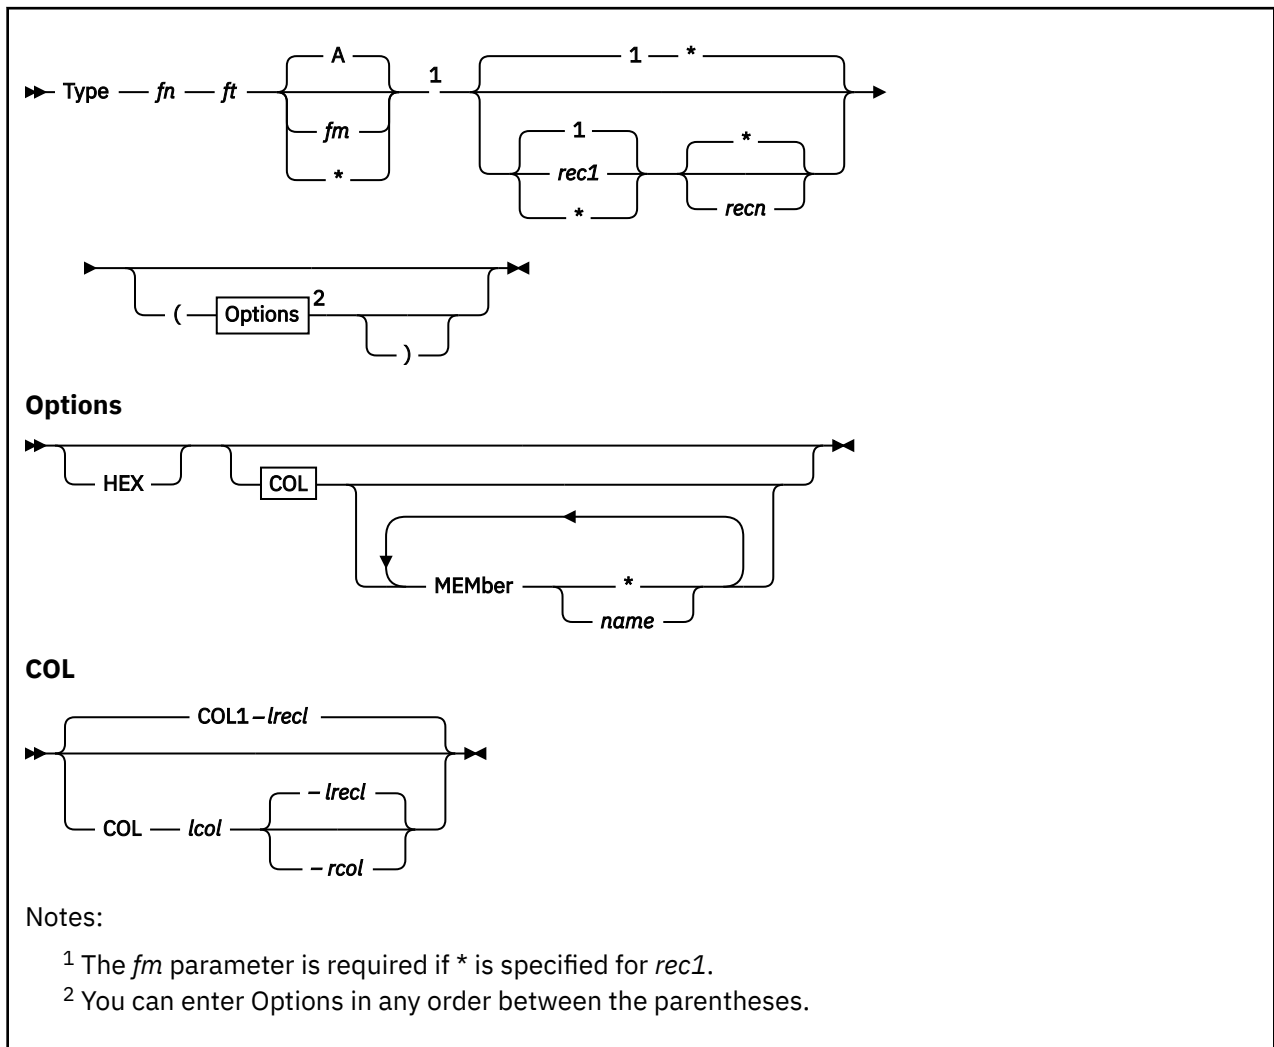 A 1 *
Type fn ft 1
fm 1 *
* rec1
* recn
( Options 2
)
Options
HEX COL
MEMber *
name
COL
COL1 – lrecl
– lrecl
COL lcol
– rcol
Notes:
1 The fm parameter is required if * is specified for rec1.
2 You can enter Options in any order between the parentheses.